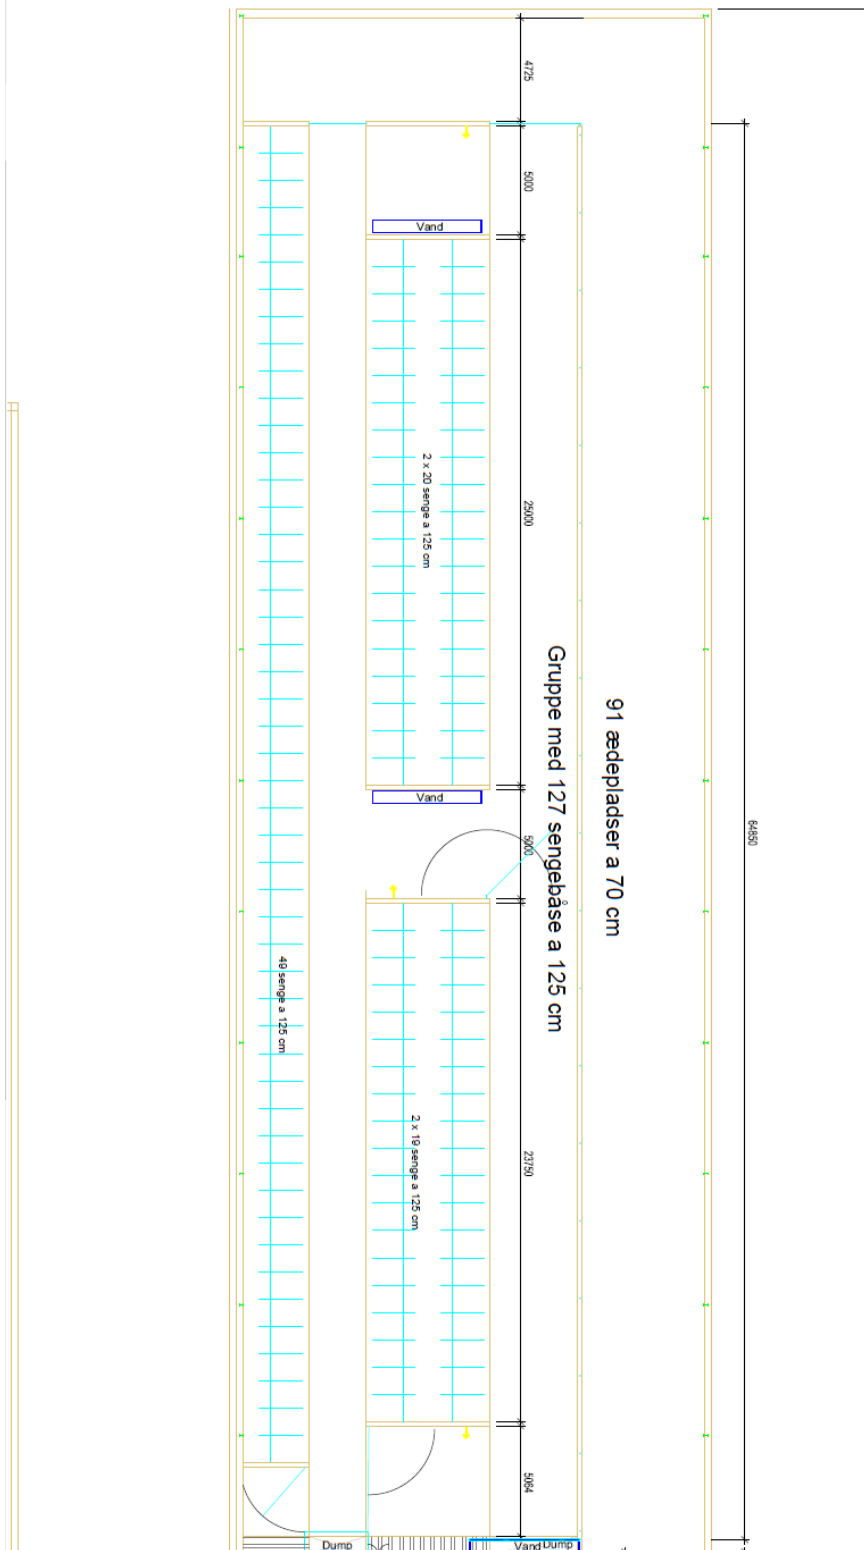 4725
5000
Vand
2 x 20 senge a 125 cm
25000
Gruppe med 127 sengebåse a 125 cm
91 ædepladser a 70 cm
64850
Vand
5000
49 senge a 125 cm
2 x 19 senge a 125 cm
23750
5064
Dump
Vand
Dump